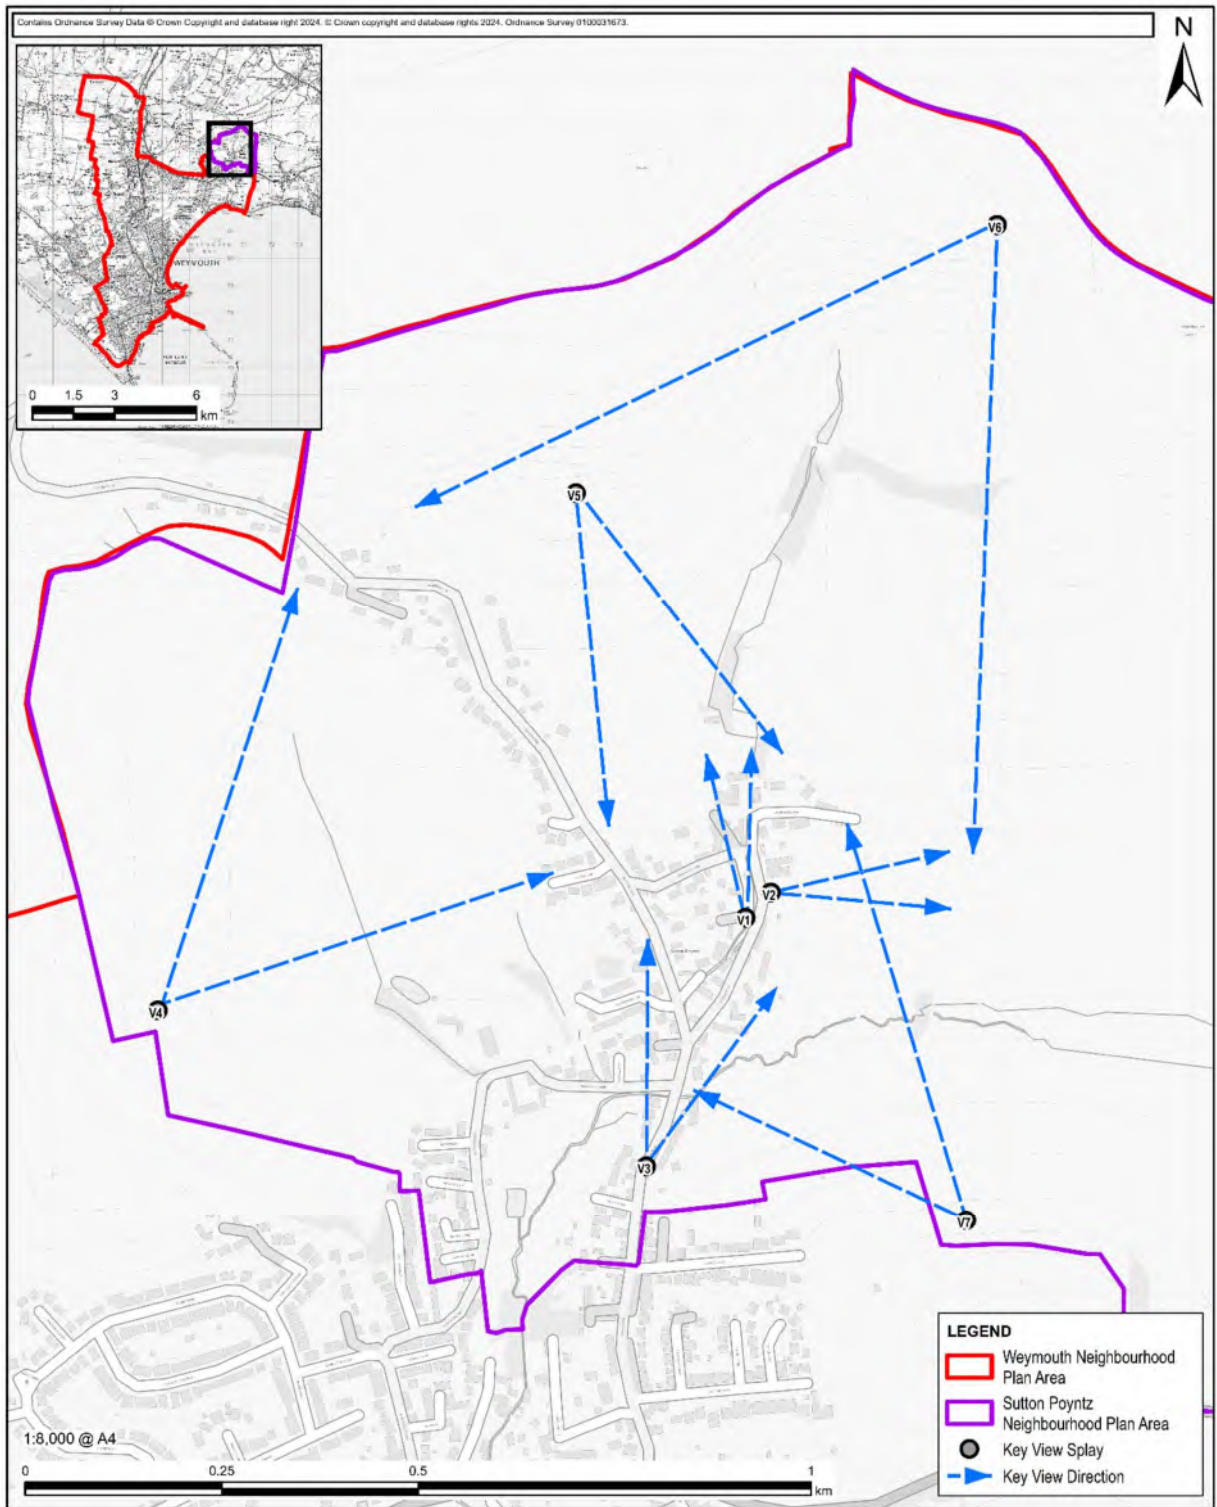 Contains Ordnance Survey Data © Crown Copyright and database right 2024. © Crown copyright and database rights 2024. Ordnance Survey 0100031673.
N
WEYMOUTH
0 1.5 3 6
km
V6
V5
V2
V1
V4
V3
V7
LEGEND
Weymouth Neighbourhood
Plan Area
Sutton Poyntz
Neighbourhood Plan Area
Key View Splay
Key View Direction
1:8,000 @ A4
0 0.25 0.5 1
km